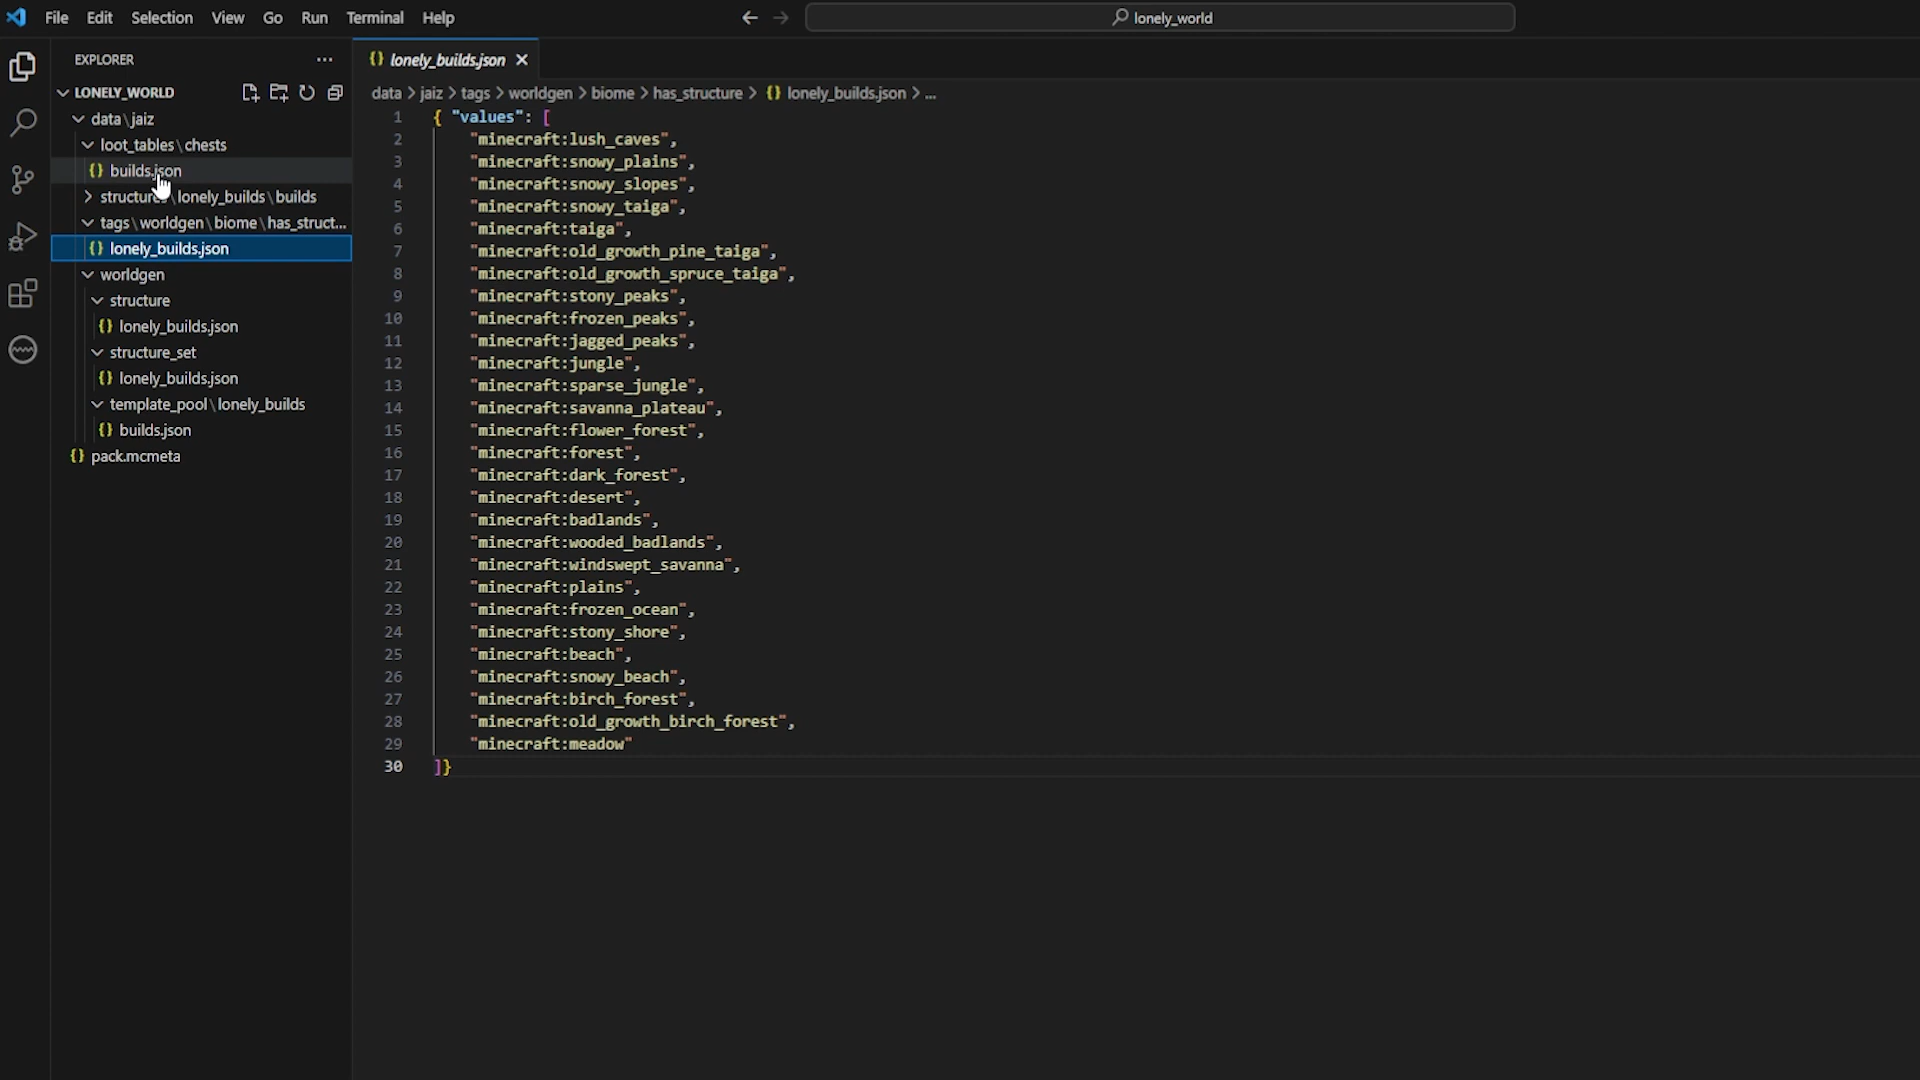 File Edit Selection View Go Run Terminal Help
lonely_world
EXPLORER
lonely_builds.json
LONELY_WORLD
data > jaiz > tags > worldgen > biome > has_structure > {} lonely_builds.json > ...
data\jaiz
loot_tables\chests
{} builds.json
lonely_builds\builds
tags\worldgen\biome\has_struct...
{} lonely_builds.json
worldgen
structure
{} lonely_builds.json
structure_set
{} lonely_builds.json
template_pool\lonely_builds
{} builds.json
{} pack.mcmeta
1 { "values": [
2 "minecraft:lush_caves",
3 "minecraft:snowy_plains",
4 "minecraft:snowy_slopes",
5 "minecraft:snowy_taiga",
6 "minecraft:taiga",
7 "minecraft:old_growth_pine_taiga",
8 "minecraft:old_growth_spruce_taiga",
9 "minecraft:stony_peaks",
10 "minecraft:frozen_peaks",
11 "minecraft:jagged_peaks",
12 "minecraft:jungle",
13 "minecraft:sparse_jungle",
14 "minecraft:savanna_plateau",
15 "minecraft:flower_forest",
16 "minecraft:forest",
17 "minecraft:dark_forest",
18 "minecraft:desert",
19 "minecraft:badlands",
20 "minecraft:wooded_badlands",
21 "minecraft:windswept_savanna",
22 "minecraft:plains",
23 "minecraft:frozen_ocean",
24 "minecraft:stony_shore",
25 "minecraft:beach",
26 "minecraft:snowy_beach",
27 "minecraft:birch_forest",
28 "minecraft:old_growth_birch_forest",
29 "minecraft:meadow"
30 ]}